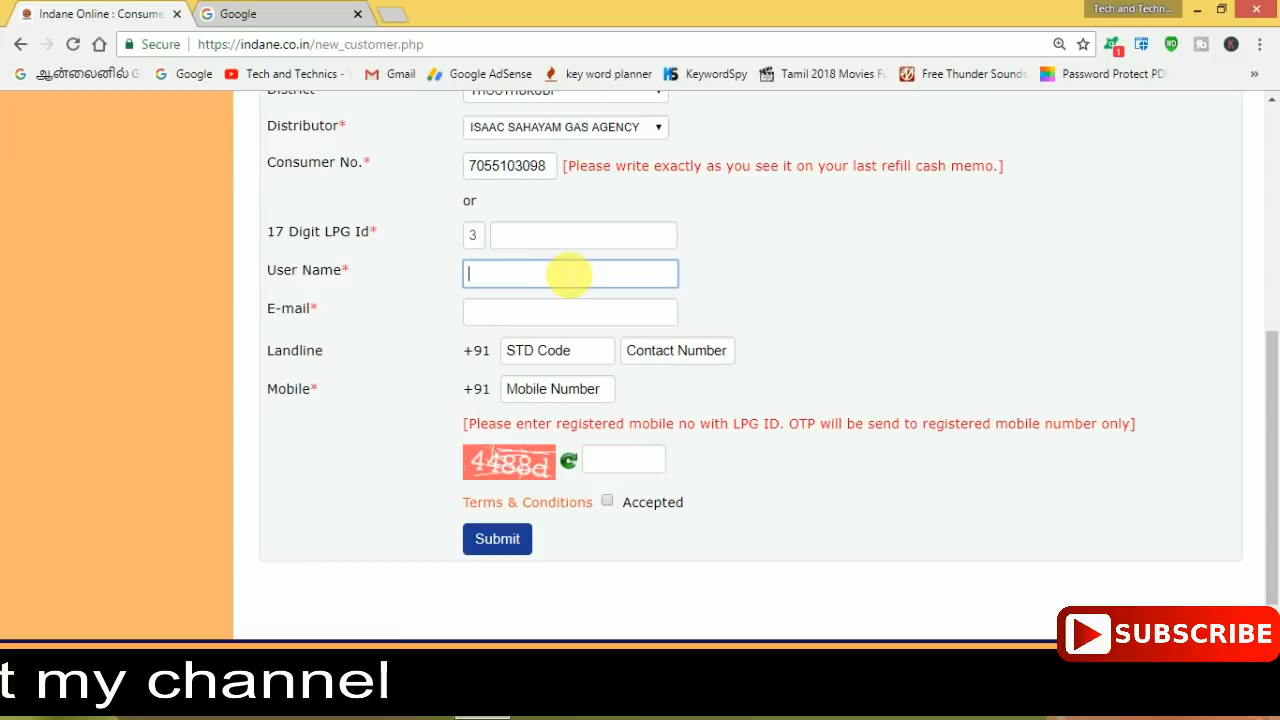 Indane Online : Consume
Google
Tech and Techn...
Secure
https://indane.co.in/new_customer.php
1
ஆன்லைனில் G
Google
Tech and Technics -
Gmail
Google AdSense
key word planner
KeywordSpy
Tamil 2018 Movies Fu
Free Thunder Sounds
Password Protect PD
»
District
THOOTHUKUDI
Distributor*
ISAAC SAHAYAM GAS AGENCY
Consumer No.*
7055103098
[Please write exactly as you see it on your last refill cash memo.]
or
17 Digit LPG Id*
3
User Name*
E-mail*
Landline
+91
STD Code
Contact Number
Mobile*
+91
Mobile Number
[Please enter registered mobile no with LPG ID. OTP will be send to registered mobile number only]
4488d
Terms & Conditions
Accepted
Submit
SUBSCRIBE
t my channel